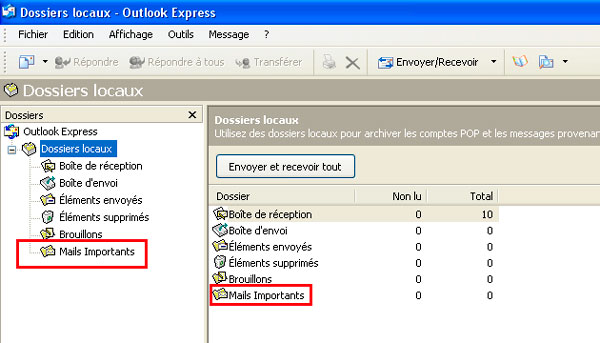 Dossiers locaux - Outlook Express
Fichier Edition Affichage Outils Message ?
Répondre Répondre à tous Transférer Envoyer/Recevoir
Dossiers locaux
Dossiers
Outlook Express
Dossiers locaux
Boîte de réception
Boîte d'envoi
Éléments envoyés
Éléments supprimés
Brouillons
Mails Importants
Dossiers locaux
Utilisez des dossiers locaux pour archiver les comptes POP et les messages provenan
Envoyer et recevoir tout
Dossier Non lu Total
Boîte de réception 0 10
Boîte d'envoi 0 0
Éléments envoyés 0 0
Éléments supprimés 0 0
Brouillons 0 0
Mails Importants 0 0